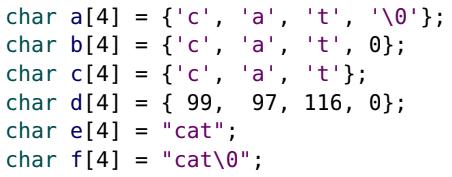 char a[4] = {'c', 'a', 't', '\0'};
char b[4] = {'c', 'a', 't', 0};
char c[4] = {'c', 'a', 't'};
char d[4] = { 99,  97, 116, 0};
char e[4] = "cat";
char f[4] = "cat\0";